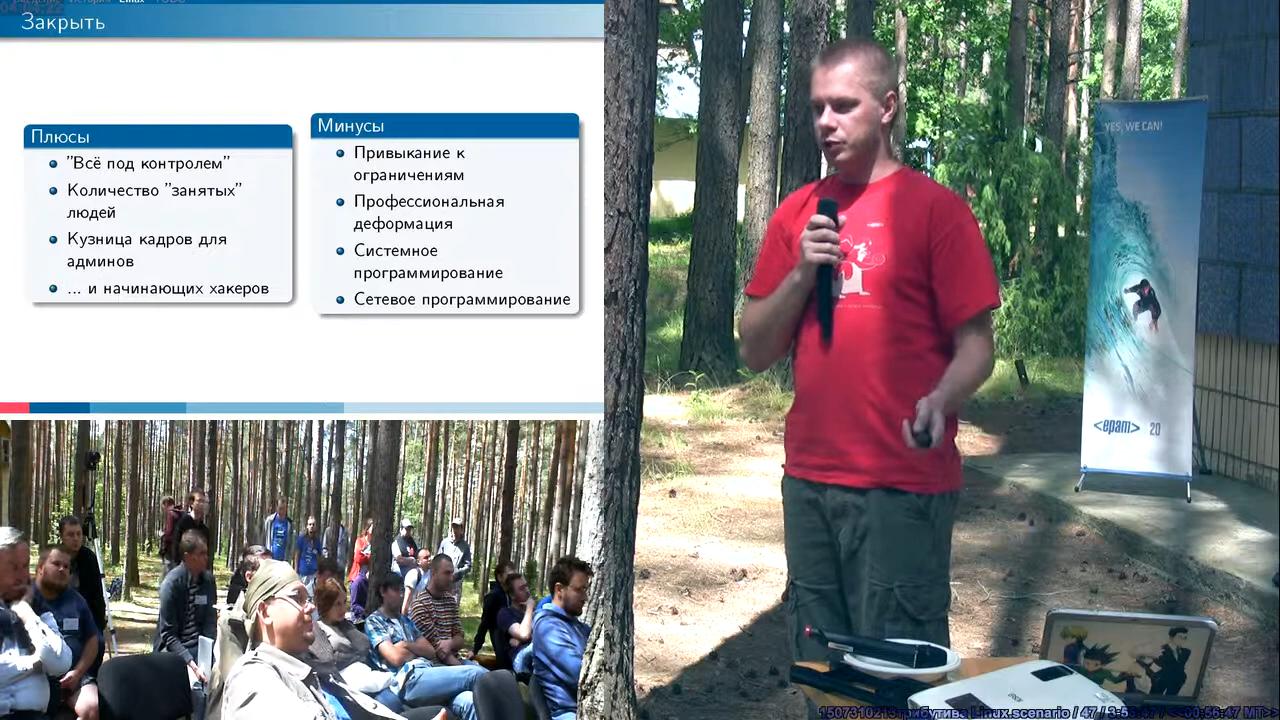 Закрыть
Плюсы
"Всё под контролем"
Количество "занятых"
людей
Кузница кадров для
админов
... и начинающих хакеров
Минусы
Привыкание к
ограничениям
Профессиональная
деформация
Системное
программирование
Сетевое программирование
YES, WE CAN!
<epam> 20